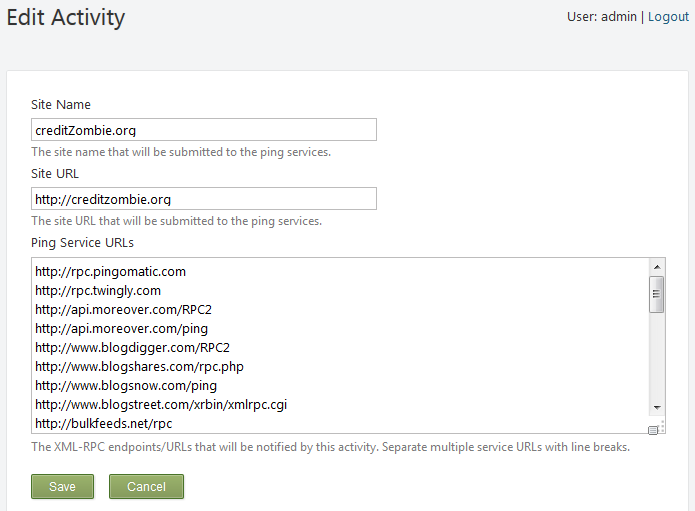 Edit Activity
User: admin | Logout
Site Name
creditZombie.org
The site name that will be submitted to the ping services.
Site URL
http://creditzombie.org
The site URL that will be submitted to the ping services.
Ping Service URLs
http://rpc.pingomatic.com
http://rpc.twingly.com
http://api.moreover.com/RPC2
http://api.moreover.com/ping
http://www.blogdigger.com/RPC2
http://www.blogshares.com/rpc.php
http://www.blogsnow.com/ping
http://www.blogstreet.com/xrbin/xmlrpc.cgi
http://bulkfeeds.net/rpc
The XML-RPC endpoints/URLs that will be notified by this activity. Separate multiple service URLs with line breaks.
Save Cancel